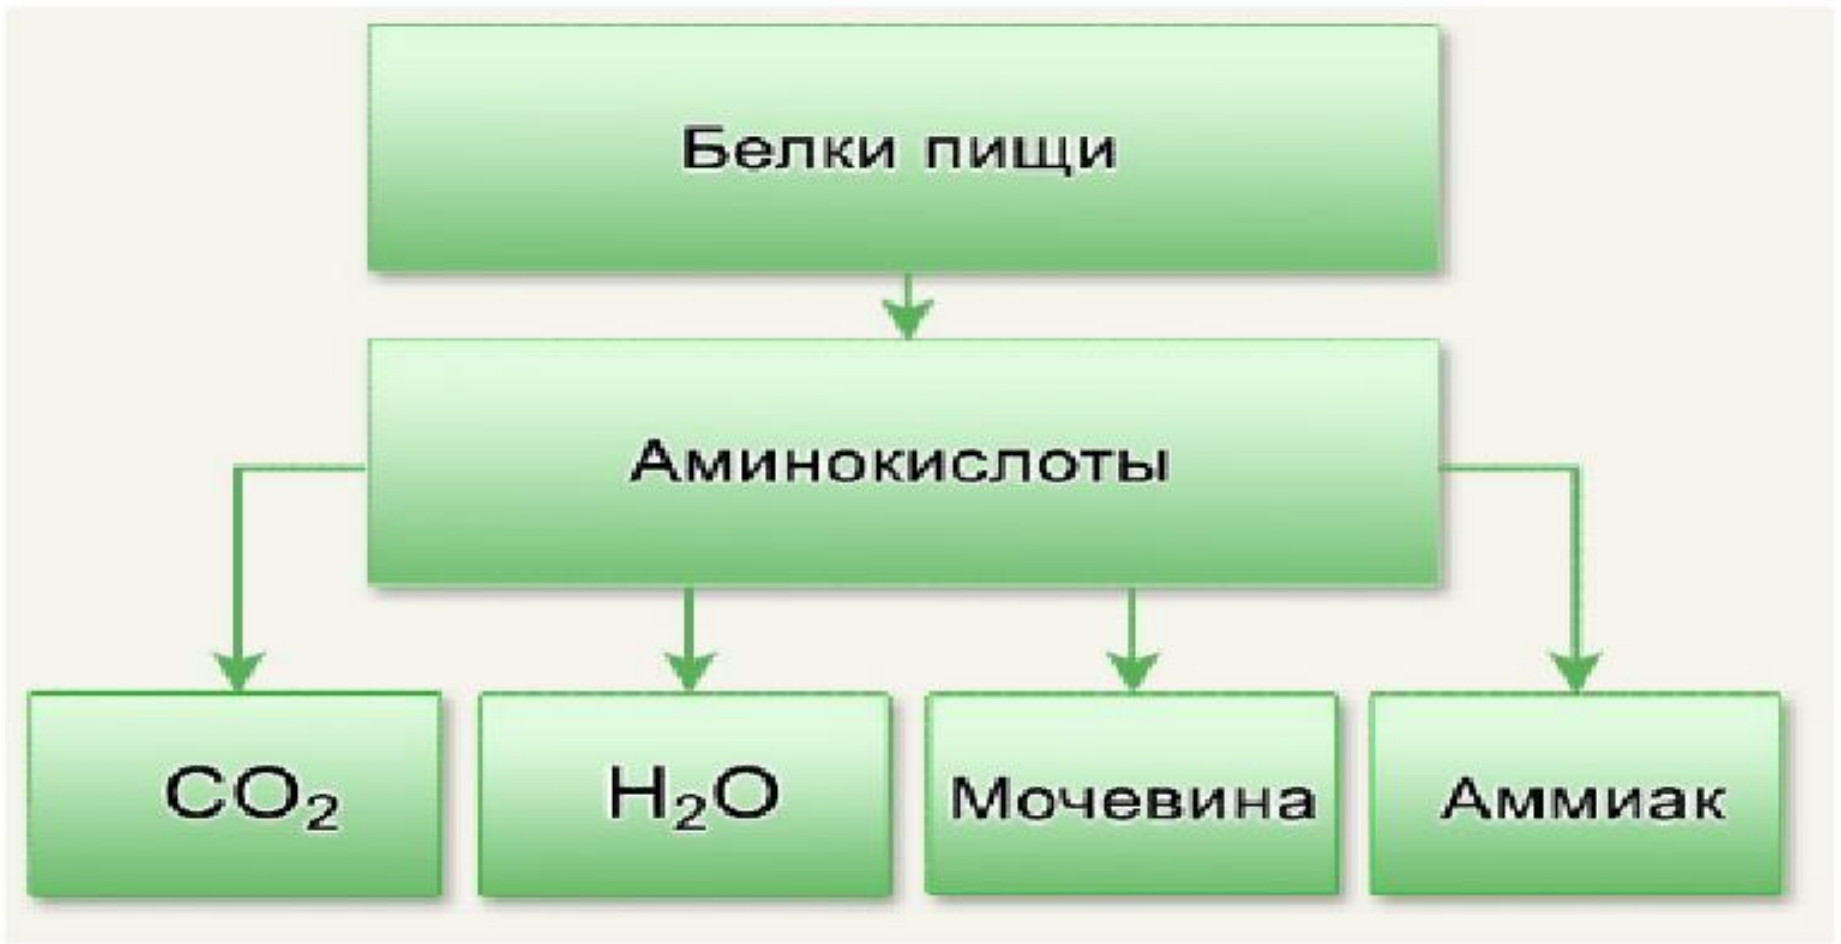 Белки пищи
Аминокислоты
CO₂
H₂O
Мочевина
Аммиак